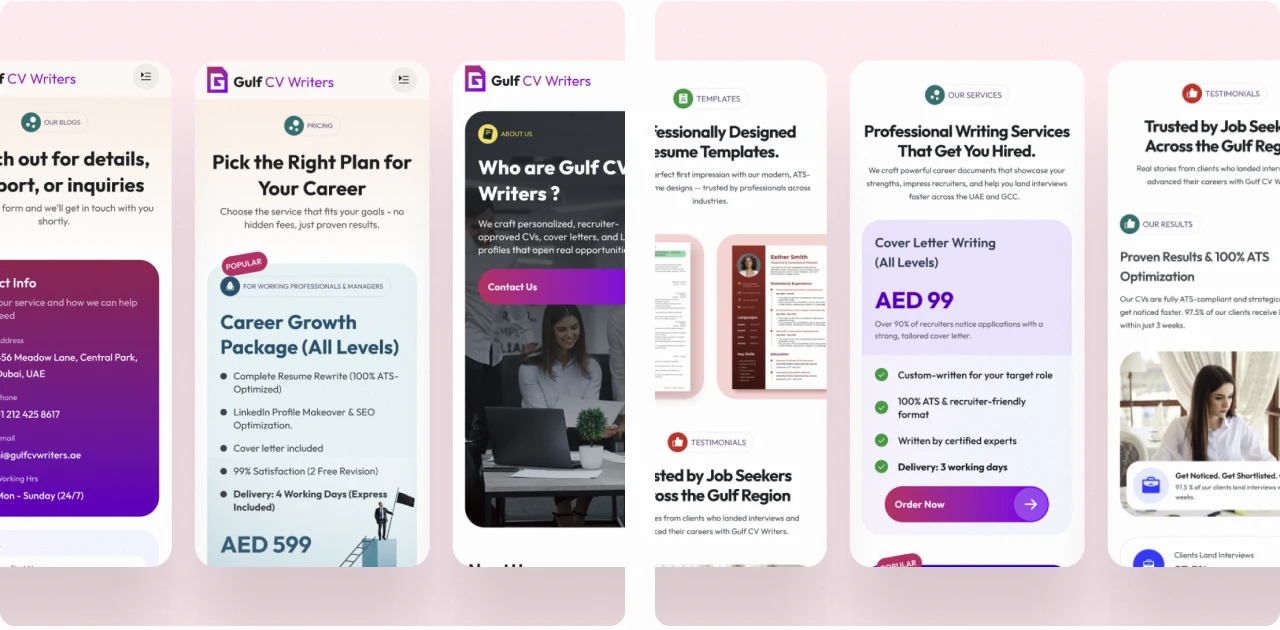 f CV Writers
OUR BLOGS
ch out for details,
port, or inquiries
form and we'll get in touch with you
shortly.
ct Info
our service and how we can help
eed
Address
56 Meadow Lane, Central Park,
Dubai, UAE
Phone
1 212 425 8617
mail
i@gulfcvwriters.ae
Working Hrs
Mon - Sunday (24/7)
Gulf CV Writers
PRICING
Pick the Right Plan for
Your Career
Choose the service that fits your goals - no
hidden fees, just proven results.
POPULAR
FOR WORKING PROFESSIONALS & MANAGERS
Career Growth
Package (All Levels)
Complete Resume rewrite(100% ATS-
Optimized)
LinkedIn Profile Makeover & SEO
Optimization.
Cover letter included
99% Satisfaction (2 Free Revision)
Delivery: 4 Working Days (Express
Included)
AED 599
Gulf CV Writers
ABOUT US
Who are Gulf CV
Writers ?
We craft personalized, recruiter-
approved CVs, cover letters, and L
profiles that open real opportunitie
Contact Us
TEMPLATES
fessionally Designed
esume Templates.
erfect first impression with our modern, ATS-
me designs — trusted by professionals across
industries.
Esther Smith
Professional Experience
Languages
Key Skills
Education
TESTIMONIALS
sted by Job Seekers
ross the Gulf Region
es from clients who landed interviews and
ced their careers with Gulf CV Writers.
OUR SERVICES
Professional Writing Services
That Get You Hired.
We craft powerful career documents that showcase your
strengths, impress recruiters, and help you land interviews
faster across the UAE and GCC.
Cover Letter Writing
(All Levels)
AED 99
Over 90% of recruiters notice applications with a
strong, tailored cover letter.
Custom-written for your target role
100% ATS & recruiter-friendly
format
Written by certified experts
Delivery: 3 working days
Order Now
POPULAR
TESTIMONIALS
Trusted by Job Seek
Across the Gulf Reg
Real stories from clients who landed interv
advanced their careers with Gulf CV W
OUR RESULTS
Proven Results & 100% ATS
Optimization
Our CVs are fully ATS-compliant and strategic
get noticed faster. 97.5% of our clients receive i
within just 3 weeks.
Get Noticed. Get Shortlisted.
97.5 % of our clients land interviews w
weeks.
Clients Land Interviews